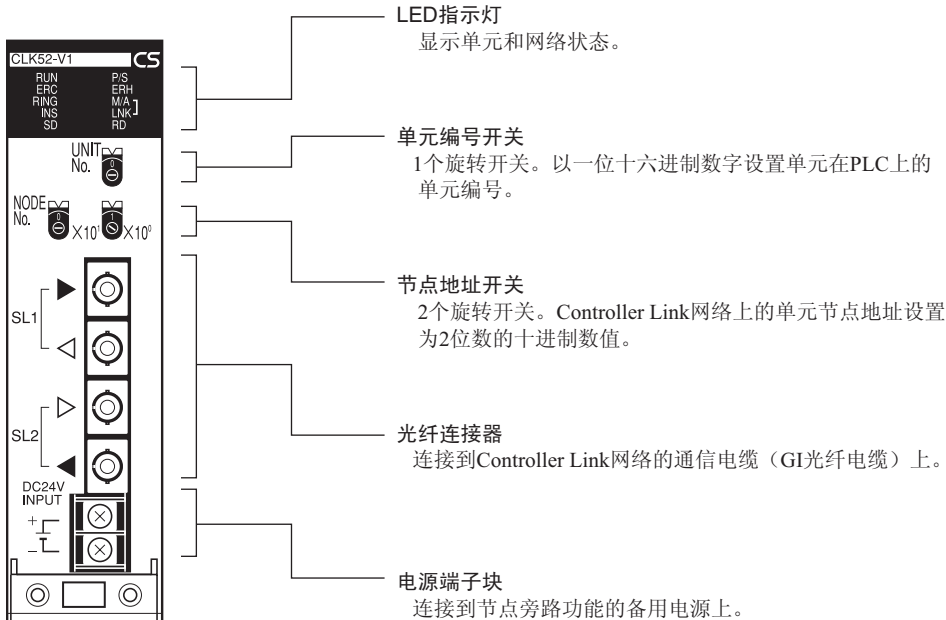 LED指示灯
显示单元和网络状态。
CLK52-V1
CS
RUN P/S
ERC ERH
RING M/A
INS LNK
SD RD
单元编号开关
1个旋转开关。以一位十六进制数字设置单元在PLC上的
单元编号。
UNIT
No.
0
NODE
No.
0
X10¹
1
X10⁰
节点地址开关
2个旋转开关。Controller Link网络上的单元节点地址设置
为2位数的十进制数值。
SL1
SL2
光纤连接器
连接到Controller Link网络的通信电缆（GI光纤电缆）上。
DC24V
INPUT
+
−
电源端子块
连接到节点旁路功能的备用电源上。